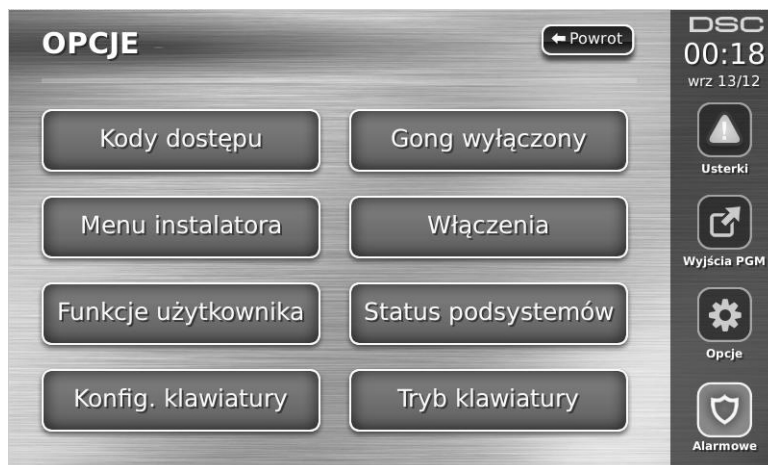 OPCJE
Powrot
Kody dostępu
Gong wyłączony
Menu instalatora
Włączenia
Funkcje użytkownika
Status podsystemów
Konfig. klawiatury
Tryb klawiatury
DSC
00:18
wrz 13/12
Usterki
Wyjścia PGM
Opcje
Alarmowe